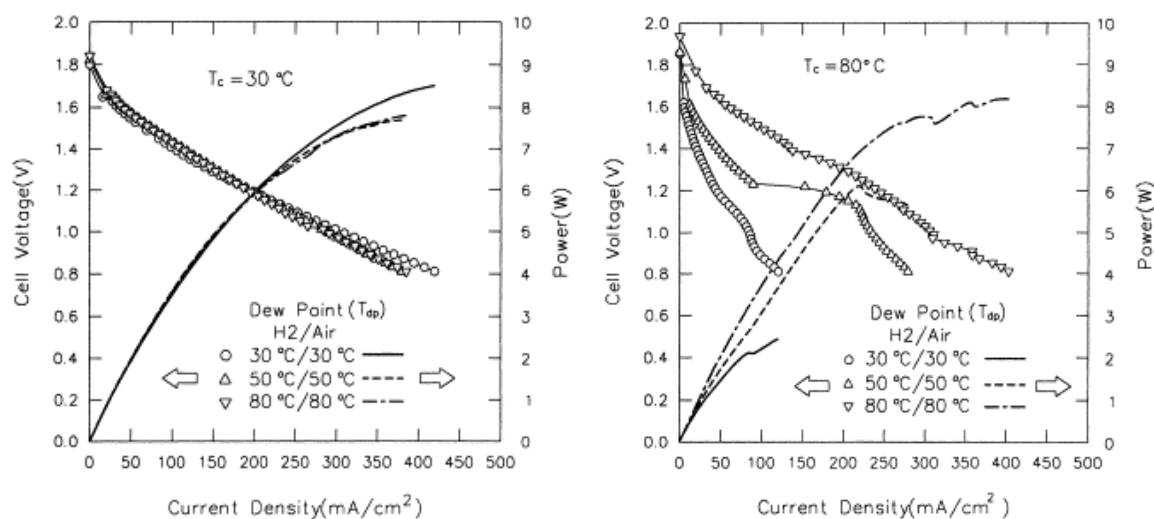 2.0
1.8
1.6
1.4
1.2
1.0
0.8
0.6
0.4
0.2
0.0
Cell Voltage(V)
T_c = 30 °C
Dew Point (T_dp)
H2/Air
30 °C/30 °C
50 °C/50 °C
80 °C/80 °C
10
9
8
7
6
5
4
3
2
1
0
Power(W)
0 50 100 150 200 250 300 350 400 450 500
Current Density(mA/cm²)
2.0
1.8
1.6
1.4
1.2
1.0
0.8
0.6
0.4
0.2
0.0
Cell Voltage(V)
T_c = 80°C
Dew Point (T_dp)
H2/Air
30 °C/30 °C
50 °C/50 °C
80 °C/80 °C
10
9
8
7
6
5
4
3
2
1
0
Power(W)
0 50 100 150 200 250 300 350 400 450 500
Current Density(mA/cm²)